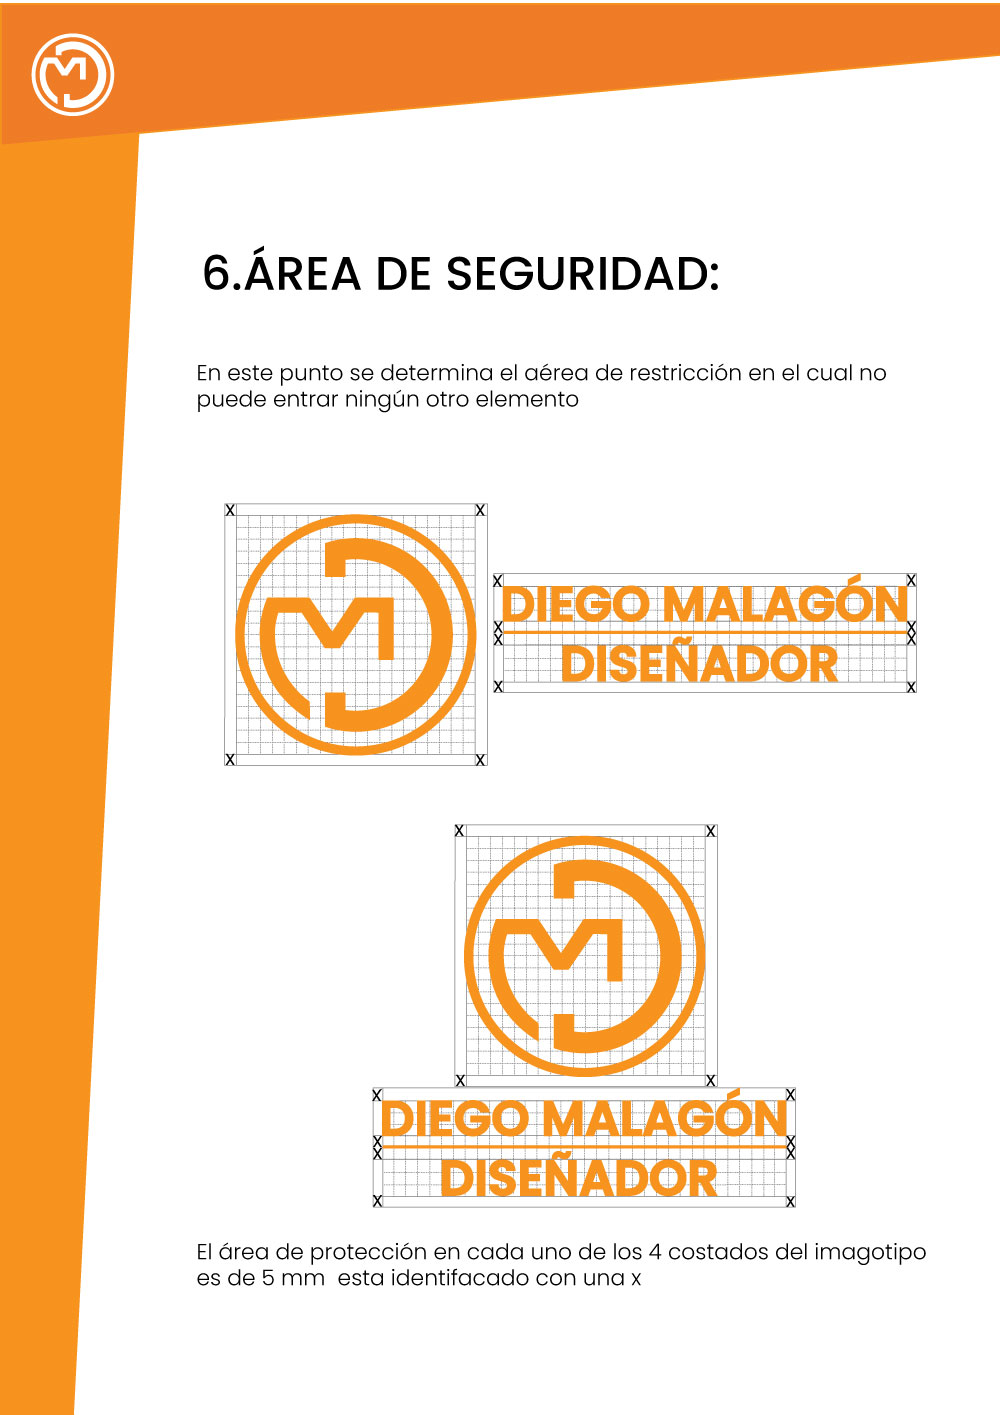 6.ÁREA DE SEGURIDAD:
En este punto se determina el aérea de restricción en el cual no
puede entrar ningún otro elemento
X X
X X
DIEGO MALAGÓN
X X
X X
DISEÑADOR
X X
X X
X X
X X
X X
DIEGO MALAGÓN
X X
X X
DISEÑADOR
X X
El área de protección en cada uno de los 4 costados del imagotipo
es de 5 mm  esta identifacado con una x